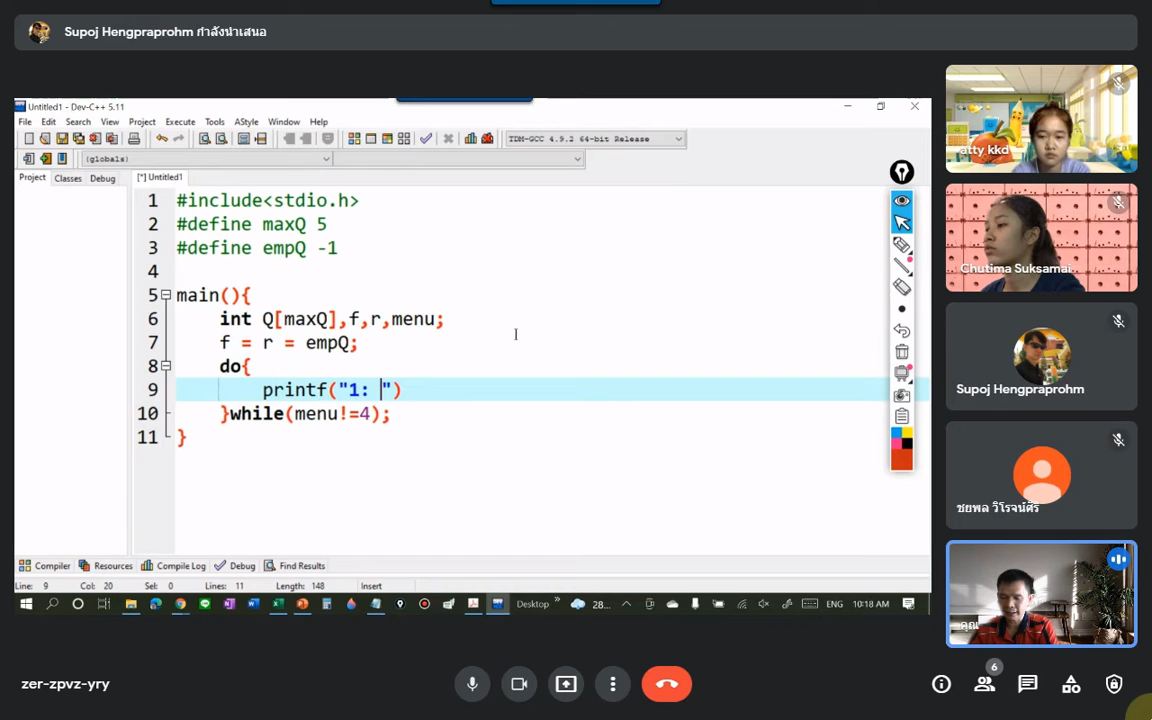 Supoj Hengpraprohm กำลังนำเสนอ
Untitled1 - Dev-C++ 5.11
File Edit Search View Project Execute Tools AStyle Window Help
TDM-GCC 4.9.2 64-bit Release
(globals)
Project Classes Debug
[*] Untitled1
1 #include<stdio.h>
2 #define maxQ 5
3 #define empQ -1
4
5 main(){
6 int Q[maxQ],f,r,menu;
7 f = r = empQ;
8 do{
9 printf("1: ")
10 }while(menu!=4);
11 }
Compiler Resources Compile Log Debug Find Results
Line: 9 Col: 20 Sel: 0 Lines: 11 Length: 148 Insert
Desktop » 28... ENG 10:18 AM
atty kkd
Chutima Suksamai
Supoj Hengpraprohm
ชยพล วิโรจน์ศิริ
คุณ
zer-zpvz-yry
6